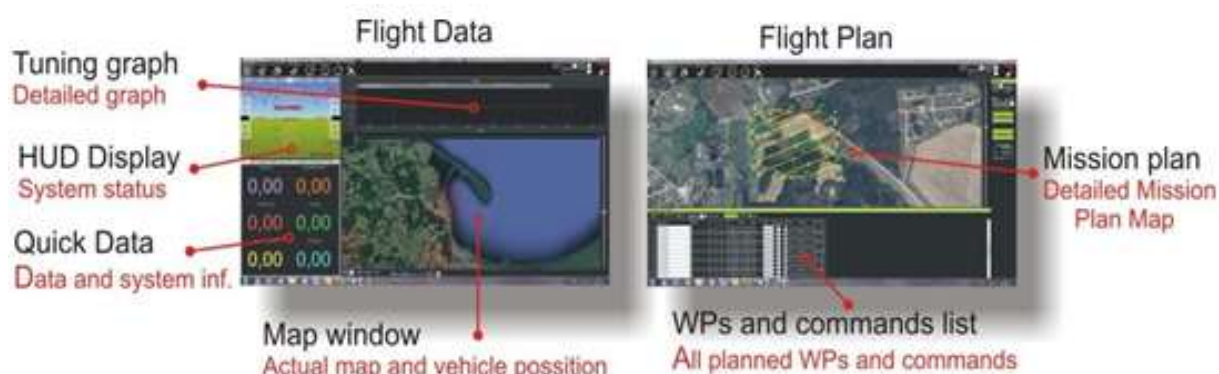 Flight Data
Flight Plan
Tuning graph
Detailed graph
HUD Display
System status
Quick Data
Data and system inf.
0,00 0,00
0,00 0,00
0,00 0,00
Map window
Actual map and vehicle possition
Mission plan
Detailed Mission
Plan Map
WPs and commands list
All planned WPs and commands